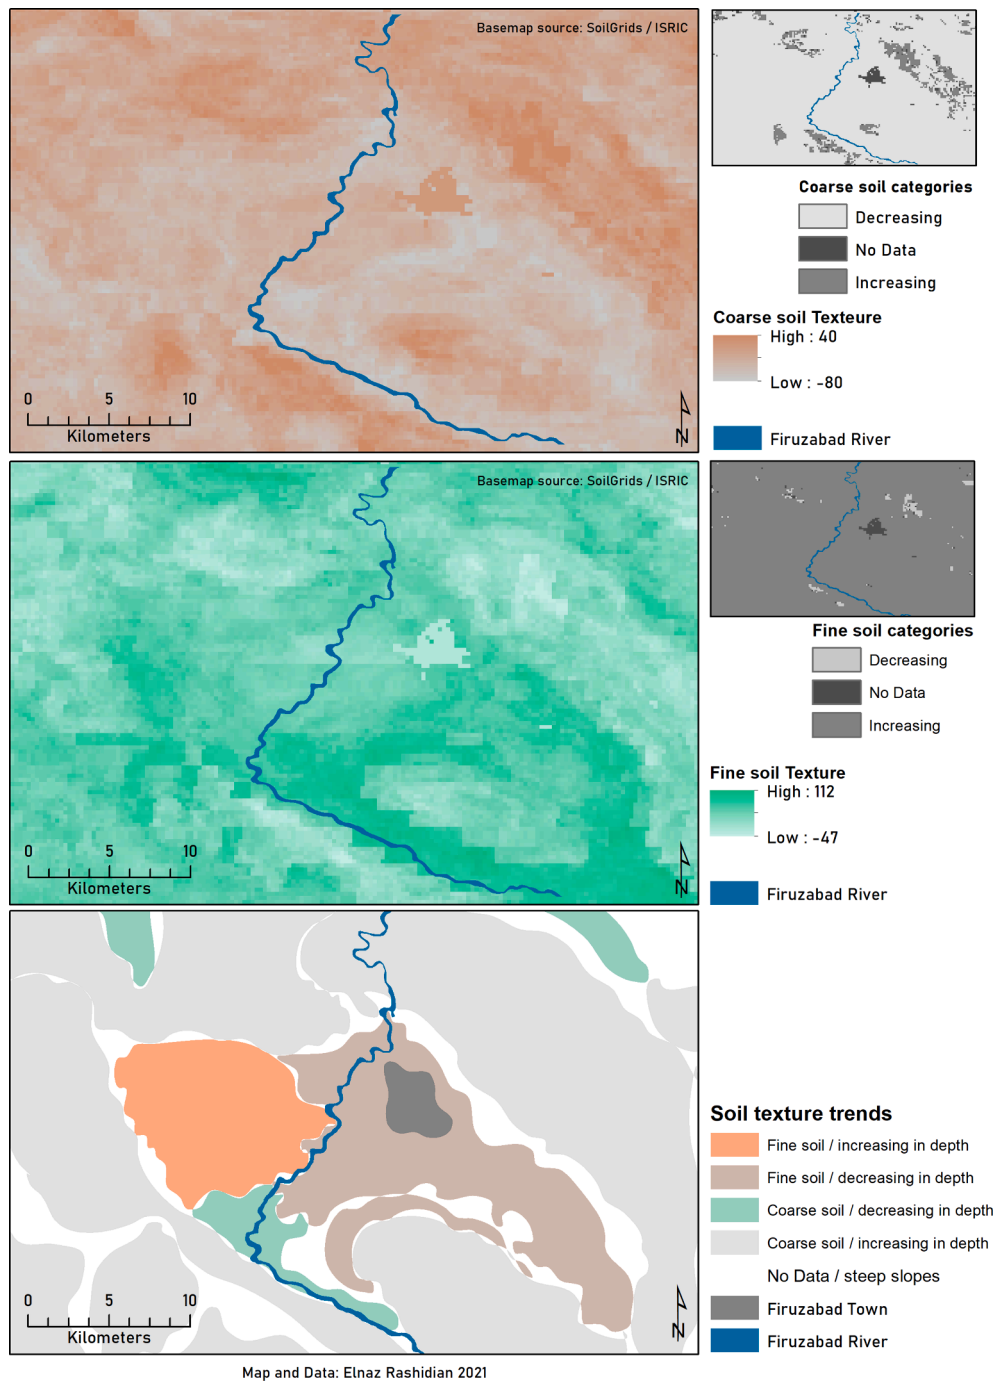 Basemap source: SoilGrids / ISRIC
0 5 10
Kilometers
N
Coarse soil categories
Decreasing
No Data
Increasing
Coarse soil Texteure
High : 40
Low : -80
Firuzabad River
Basemap source: SoilGrids / ISRIC
0 5 10
Kilometers
N
Fine soil categories
Decreasing
No Data
Increasing
Fine soil Texture
High : 112
Low : -47
Firuzabad River
0 5 10
Kilometers
N
Soil texture trends
Fine soil / increasing in depth
Fine soil / decreasing in depth
Coarse soil / decreasing in depth
Coarse soil / increasing in depth
No Data / steep slopes
Firuzabad Town
Firuzabad River
Map and Data: Elnaz Rashidian 2021